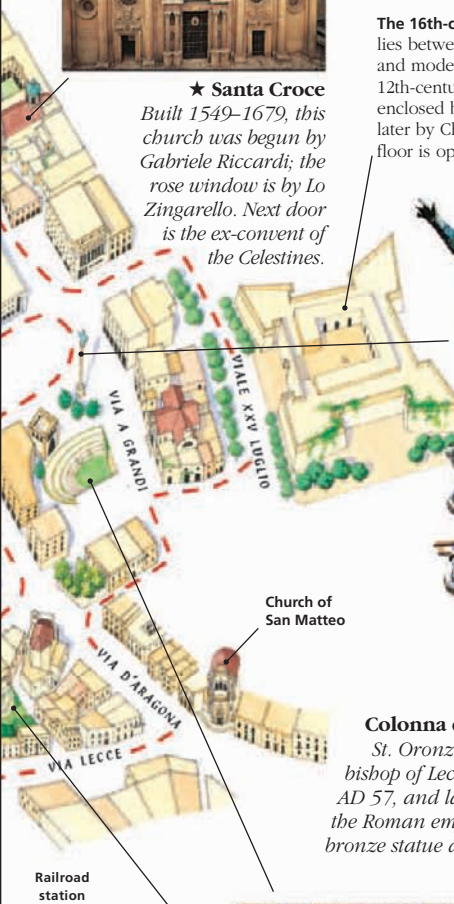 ★ Santa Croce
Built 1549–1679, this
church was begun by
Gabriele Riccardi; the
rose window is by Lo
Zingarello. Next door
is the ex-convent of
the Celestines.
The 16th-c
lies betwe
and mode
12th-centu
enclosed b
later by Ch
floor is op
VIALE XXV LUGLIO
VIA A GRANDI
Church of
San Matteo
VIA D'ARAGONA
VIA LECCE
Colonna
St. Oronz
bishop of Lec
AD 57, and la
the Roman em
bronze statue a
Railroad
station